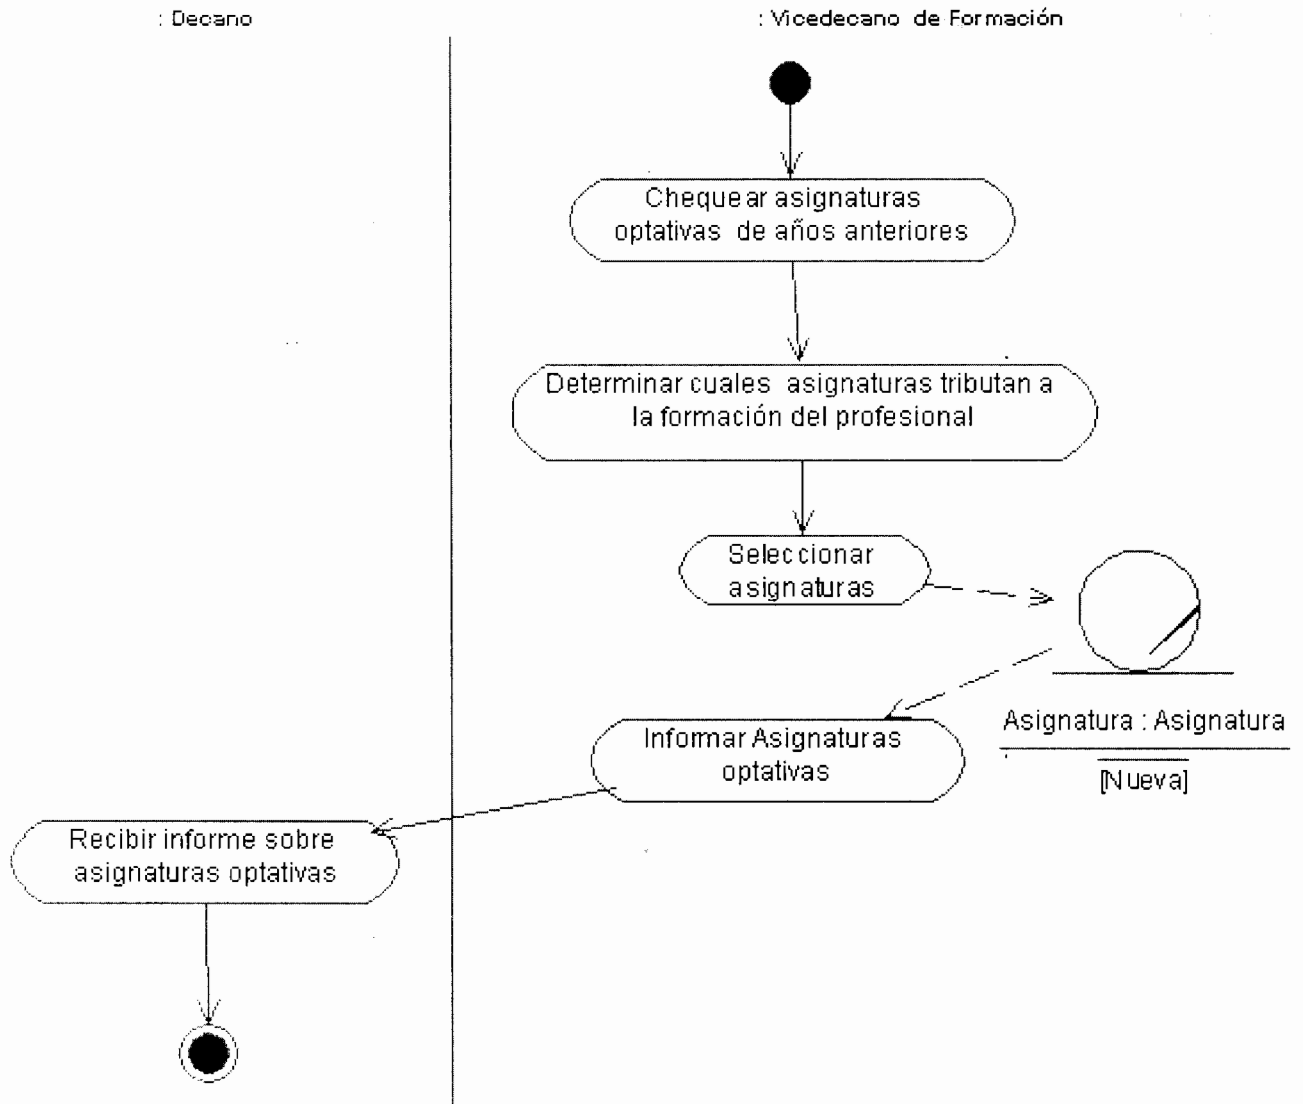 : Decano
: Vicedecano de Formación
Chequear asignaturas
optativas de años anteriores
Determinar cuales asignaturas tributan a
la formación del profesional
Seleccionar
asignaturas
Asignatura : Asignatura
[Nueva]
Informar Asignaturas
optativas
Recibir informe sobre
asignaturas optativas